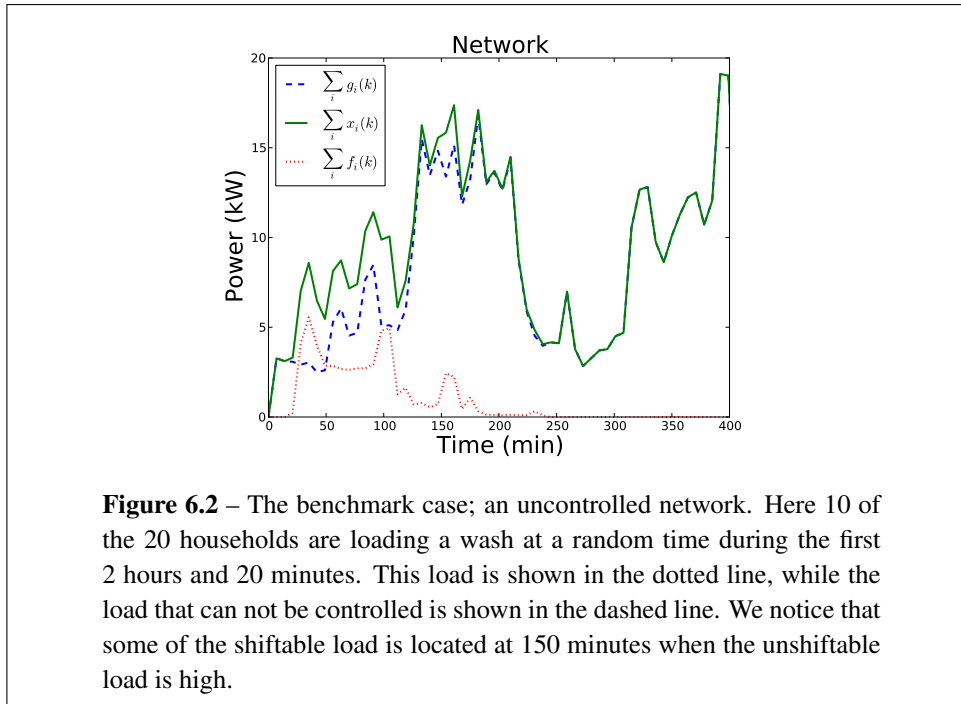 Network
20
15
10
5
0
Power (kW)
∑ᵢ gᵢ(k)
∑ᵢ xᵢ(k)
∑ᵢ fᵢ(k)
0 50 100 150 200 250 300 350 400
Time (min)
Figure 6.2 – The benchmark case; an uncontrolled network. Here 10 of
the 20 households are loading a wash at a random time during the first
2 hours and 20 minutes. This load is shown in the dotted line, while the
load that can not be controlled is shown in the dashed line. We notice that
some of the shiftable load is located at 150 minutes when the unshiftable
load is high.